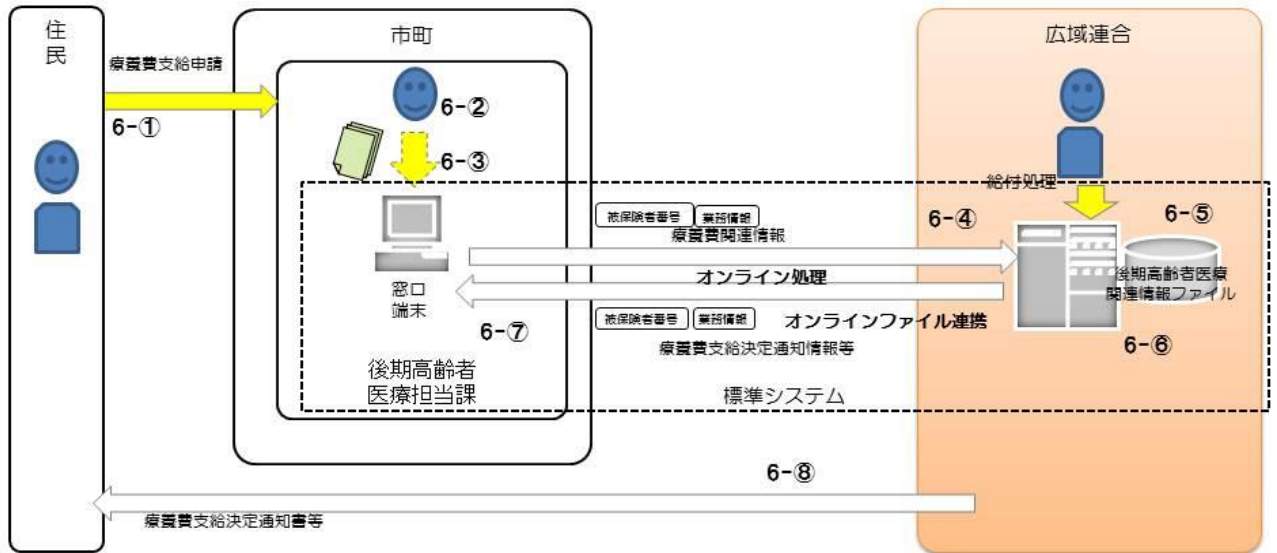 住
民
市町
広域連合
療養費支給申請
6-①
6-②
6-③
給付処理
被保険者番号
業務情報
療養費関連情報
6-④
6-⑤
オンライン処理
後期高齢者医療
関連情報ファイル
窓口
端末
被保険者番号
業務情報
オンラインファイル連携
6-⑦
療養費支給決定通知情報等
6-⑥
後期高齢者
医療担当課
標準システム
6-⑧
療養費支給決定通知書等